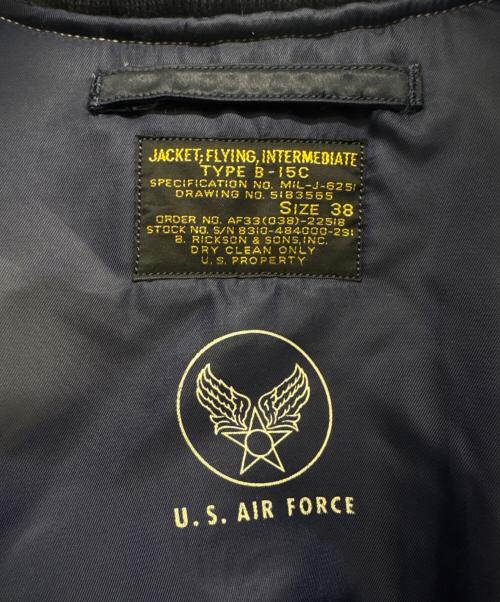 JACKET, FLYING, INTERMEDIATE
TYPE B-15C
SPECIFICATION NO. MIL-J-6251
DRAWING NO. 51B3565
SIZE 38
ORDER NO. AF33(038)-22518
STOCK NO. S/N 8310-484000-291
B. RICKSON & SONS, INC.
DRY CLEAN ONLY
U.S. PROPERTY
U. S. AIR FORCE